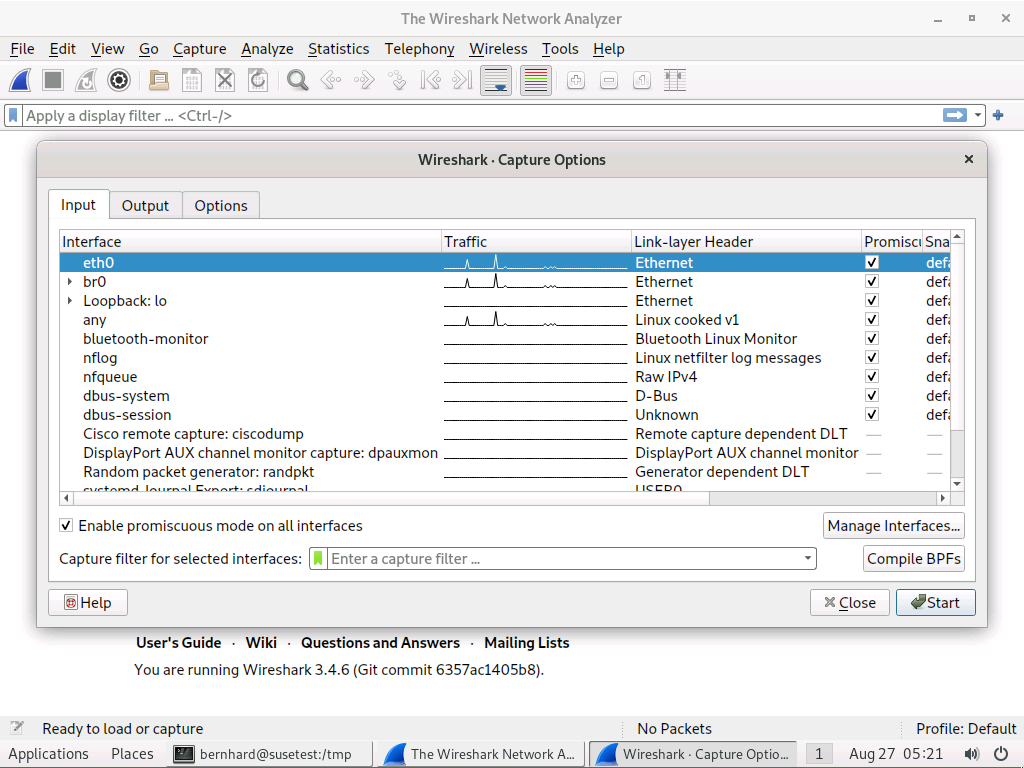 The Wireshark Network Analyzer
File Edit View Go Capture Analyze Statistics Telephony Wireless Tools Help
Apply a display filter ... <Ctrl-/>
Wireshark · Capture Options
Input Output Options
Interface Traffic Link-layer Header Promiscu Sna
eth0 Ethernet defa
br0 Ethernet defa
Loopback: lo Ethernet defa
any Linux cooked v1 defa
bluetooth-monitor Bluetooth Linux Monitor defa
nflog Linux netfilter log messages defa
nfqueue Raw IPv4 defa
dbus-system D-Bus defa
dbus-session Unknown defa
Cisco remote capture: ciscodump Remote capture dependent DLT — —
DisplayPort AUX channel monitor capture: dpauxmon DisplayPort AUX channel monitor — —
Random packet generator: randpkt Generator dependent DLT — —
systemd Journal Export: sdjournal USER0
Enable promiscuous mode on all interfaces Manage Interfaces...
Capture filter for selected interfaces: Enter a capture filter ... Compile BPFs
Help Close Start
User's Guide · Wiki · Questions and Answers · Mailing Lists
You are running Wireshark 3.4.6 (Git commit 6357ac1405b8).
Ready to load or capture No Packets Profile: Default
Applications Places bernhard@susetest:/tmp The Wireshark Network A... Wireshark · Capture Optio... 1 Aug 27 05:21